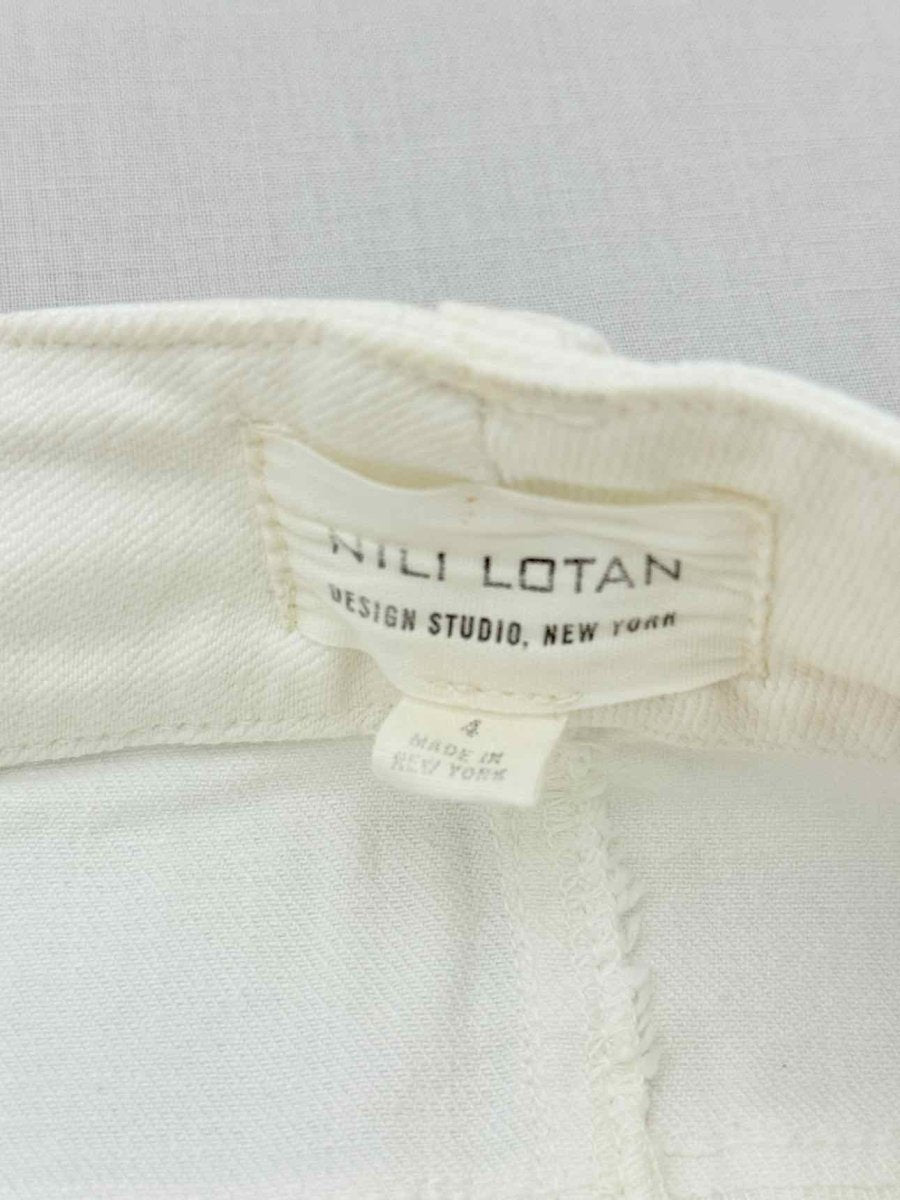 NILI LOTAN
DESIGN STUDIO, NEW YORK
4
MADE IN
NEW YORK